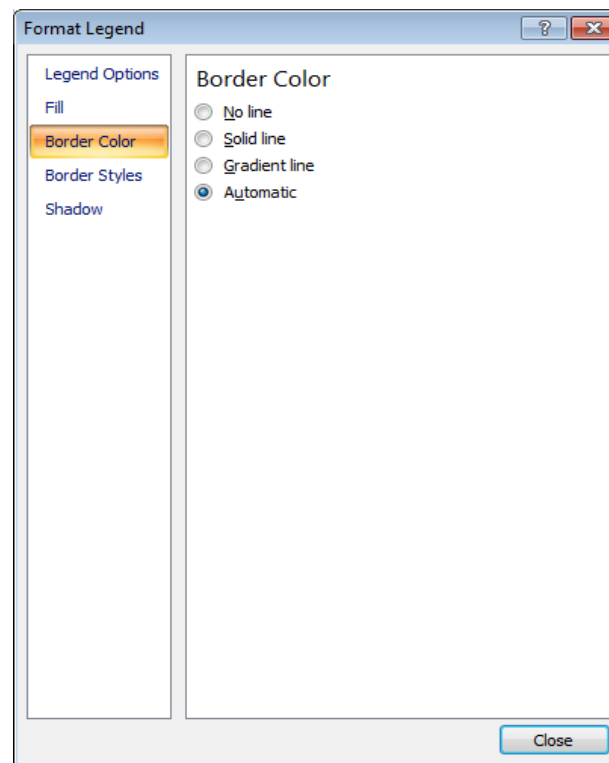 Format Legend
Legend Options
Fill
Border Color
Border Styles
Shadow
Border Color
No line
Solid line
Gradient line
Automatic
Close